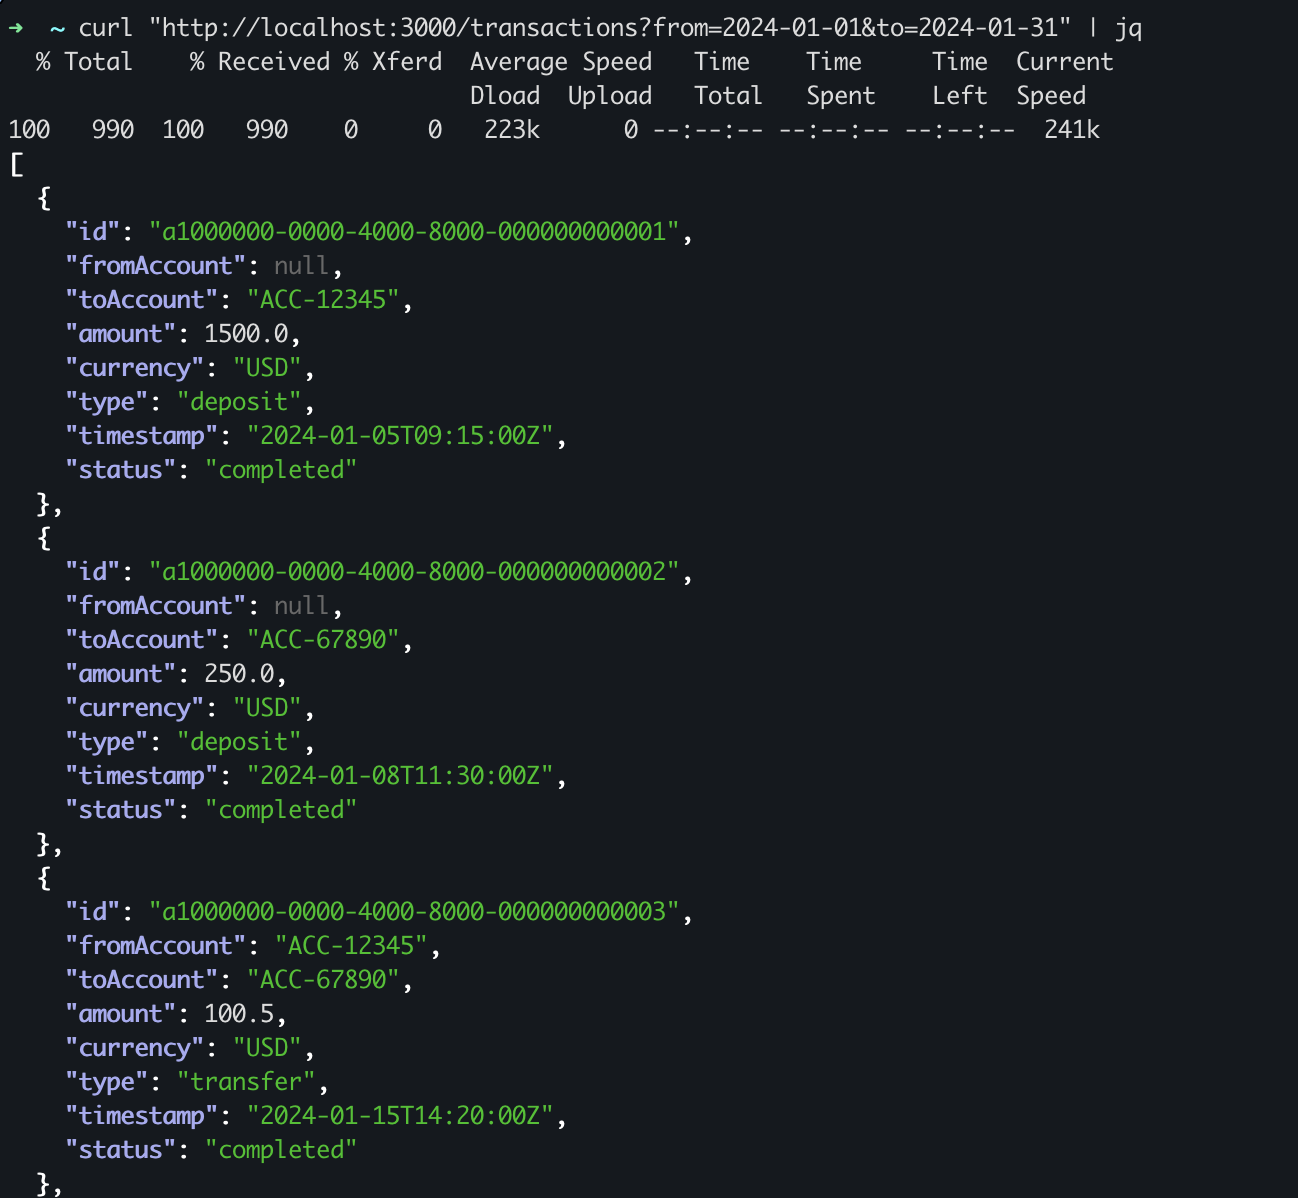 ➜  ~ curl "http://localhost:3000/transactions?from=2024-01-01&to=2024-01-31" | jq
  % Total    % Received % Xferd  Average Speed   Time    Time     Time  Current
                                 Dload  Upload   Total   Spent    Left  Speed
100   990  100   990    0     0   223k      0 --:--:-- --:--:-- --:--:--  241k
[
  {
    "id": "a1000000-0000-4000-8000-000000000001",
    "fromAccount": null,
    "toAccount": "ACC-12345",
    "amount": 1500.0,
    "currency": "USD",
    "type": "deposit",
    "timestamp": "2024-01-05T09:15:00Z",
    "status": "completed"
  },
  {
    "id": "a1000000-0000-4000-8000-000000000002",
    "fromAccount": null,
    "toAccount": "ACC-67890",
    "amount": 250.0,
    "currency": "USD",
    "type": "deposit",
    "timestamp": "2024-01-08T11:30:00Z",
    "status": "completed"
  },
  {
    "id": "a1000000-0000-4000-8000-000000000003",
    "fromAccount": "ACC-12345",
    "toAccount": "ACC-67890",
    "amount": 100.5,
    "currency": "USD",
    "type": "transfer",
    "timestamp": "2024-01-15T14:20:00Z",
    "status": "completed"
  },